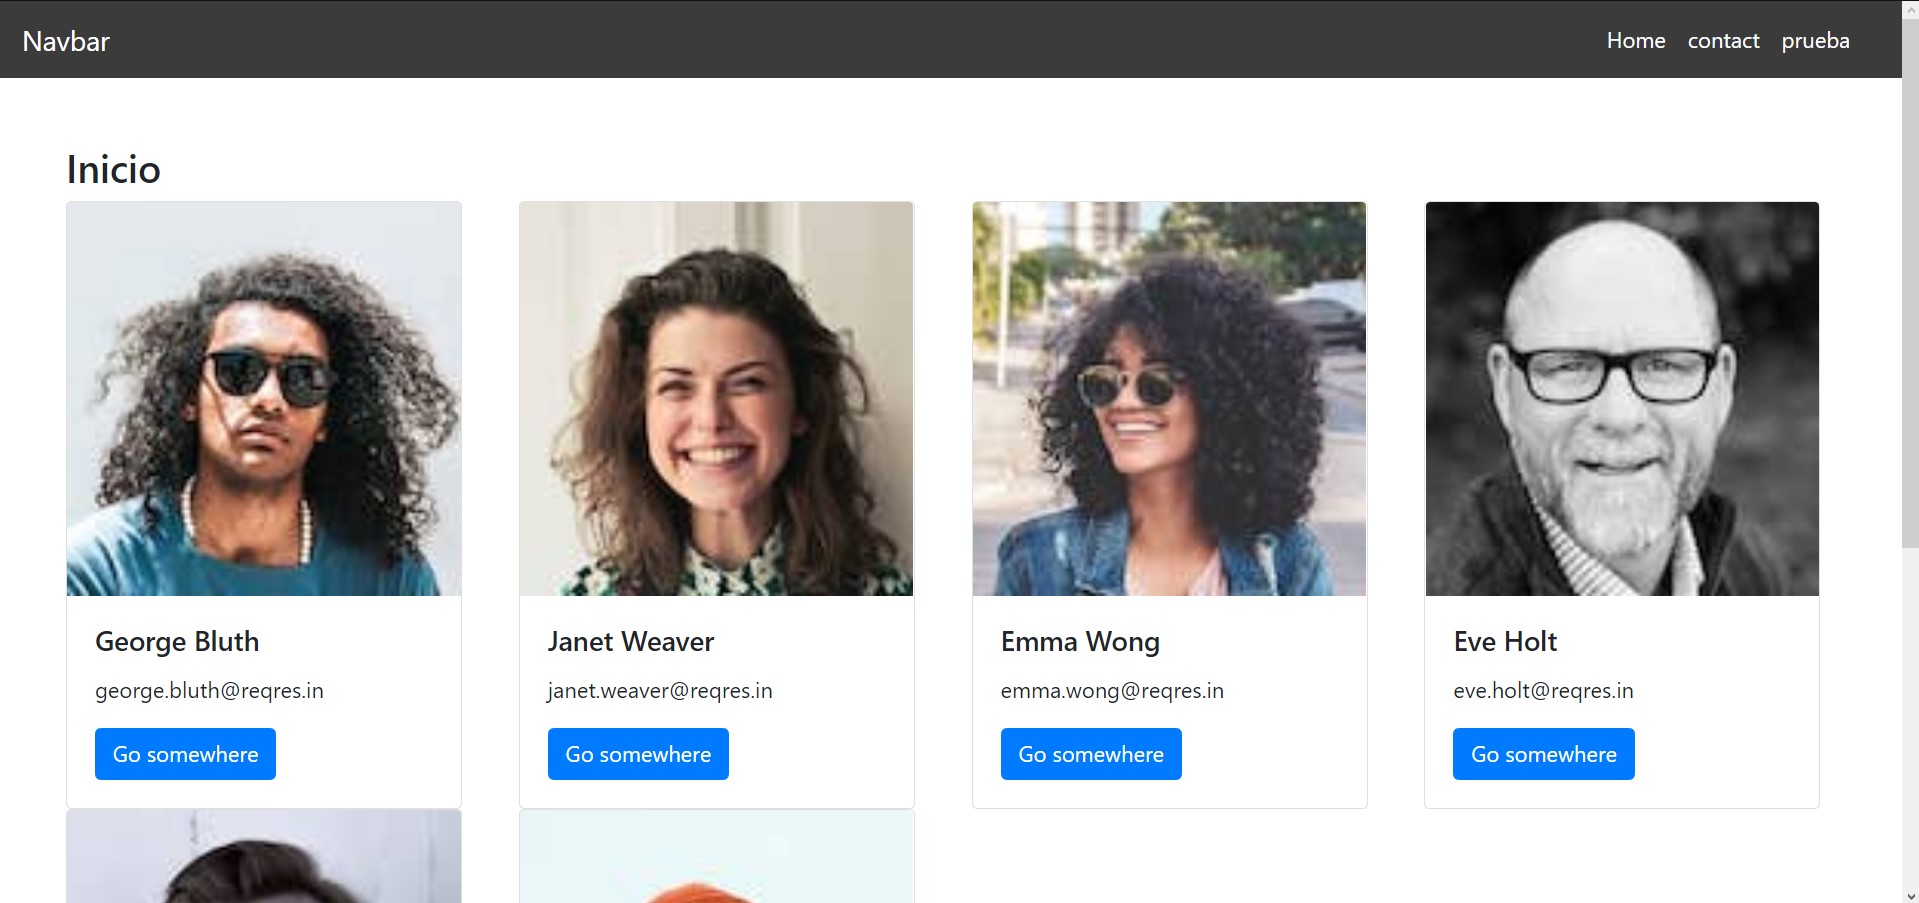 Navbar
Home contact prueba
Inicio
George Bluth
george.bluth@reqres.in
Go somewhere
Janet Weaver
janet.weaver@reqres.in
Go somewhere
Emma Wong
emma.wong@reqres.in
Go somewhere
Eve Holt
eve.holt@reqres.in
Go somewhere